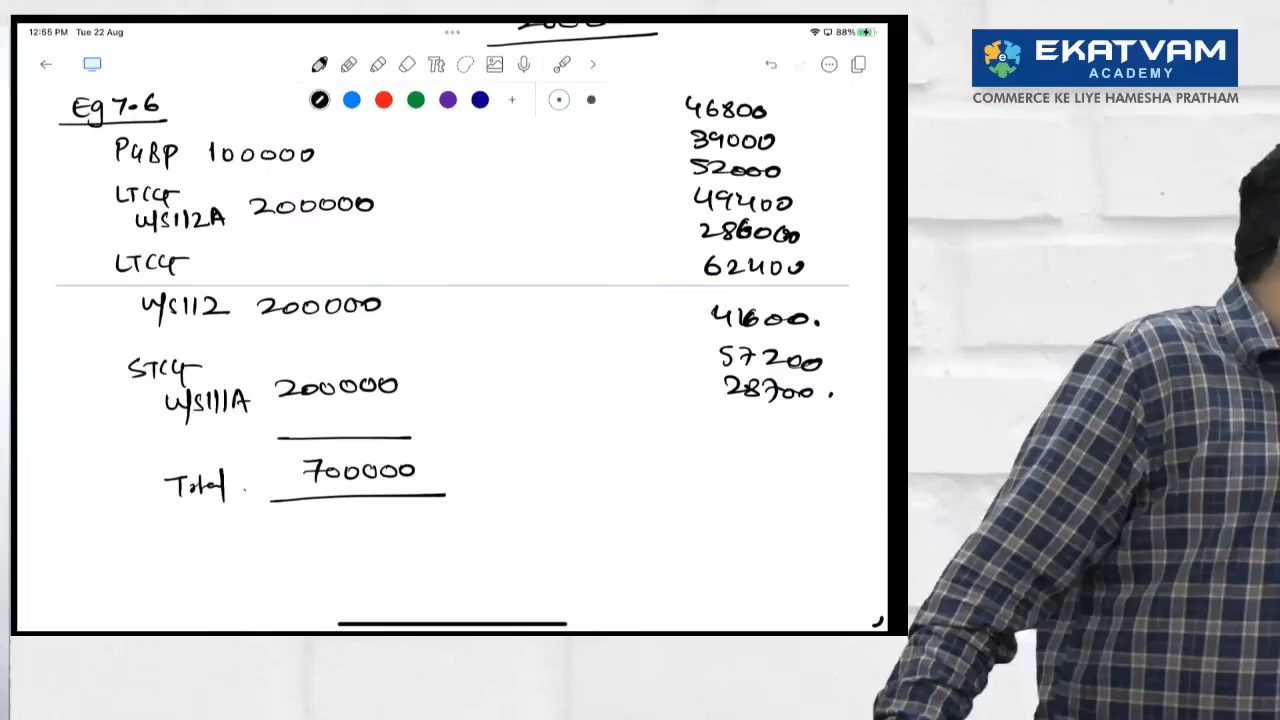 12:55 PM Tue 22 Aug
88%
EKATVAM
ACADEMY
COMMERCE KE LIYE HAMESHA PRATHAM
Eg 7.6
PGBP 100000
LTCG
u/s112A 200000
LTCG
u/s112 200000
STCG
u/s111A 200000
Total 700000
46800
39000
52000
49400
286000
62400
41600.
57200
28700.